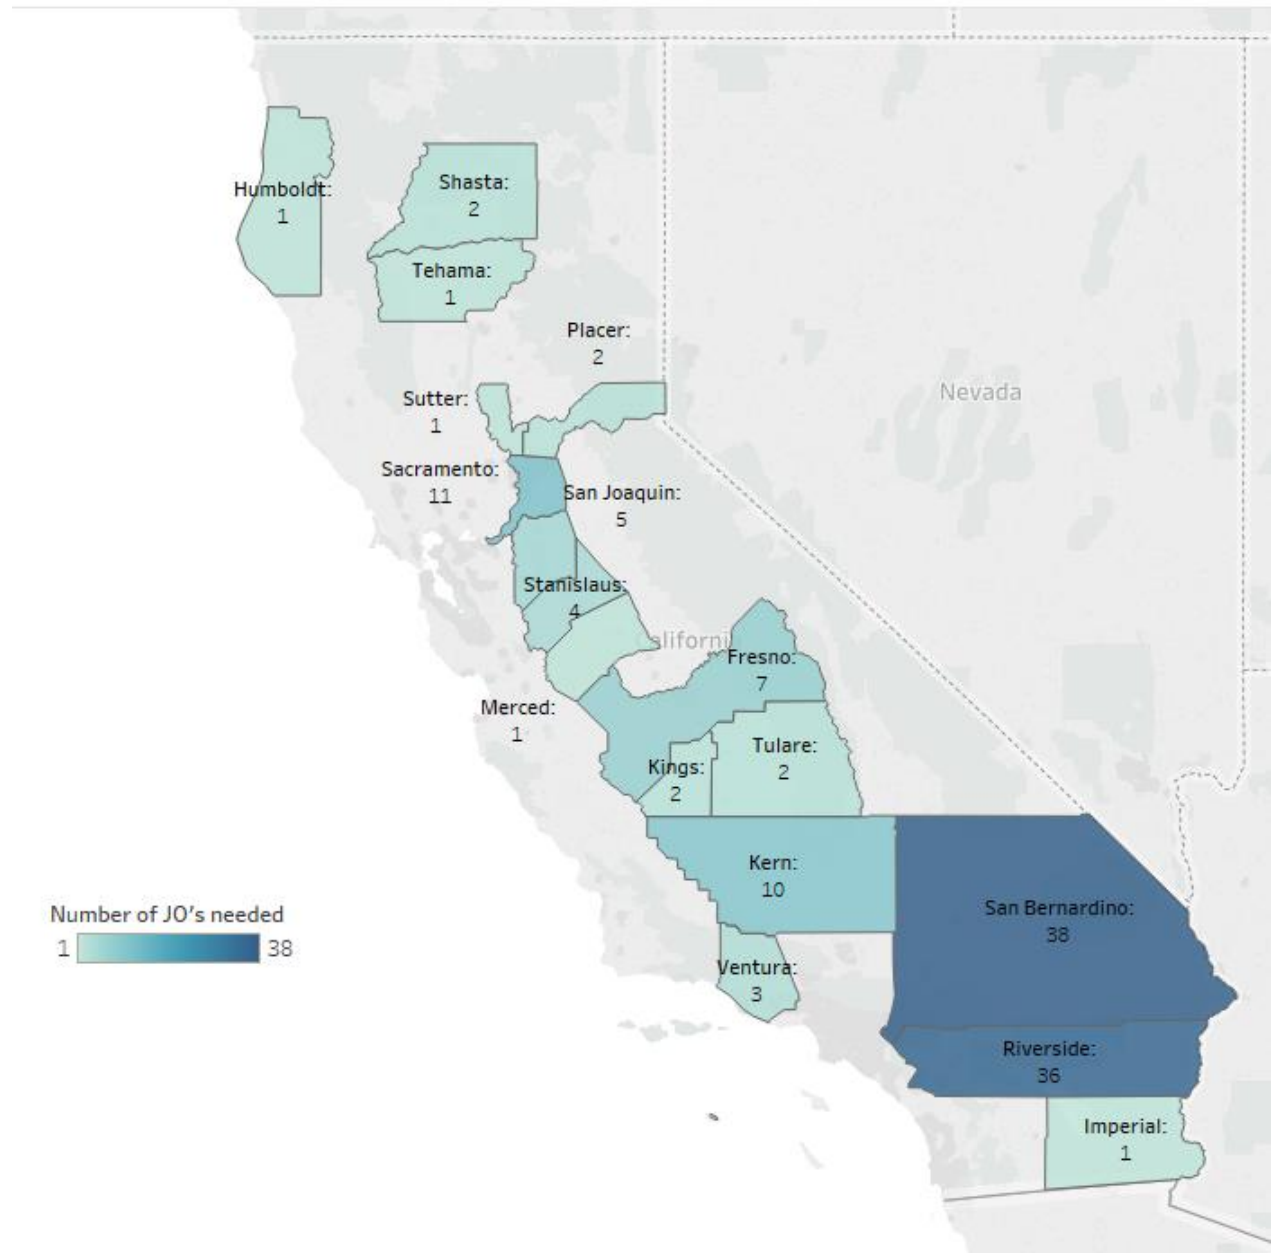 Humboldt:
1
Shasta:
2
Tehama:
1
Placer:
2
Sutter:
1
Nevada
Sacramento:
11
San Joaquin:
5
Stanislaus:
4
Californi
Fresno:
7
Merced:
1
Tulare:
2
Kings:
2
Kern:
10
San Bernardino:
38
Number of JO's needed
1 38
Ventura:
3
Riverside:
36
Imperial:
1